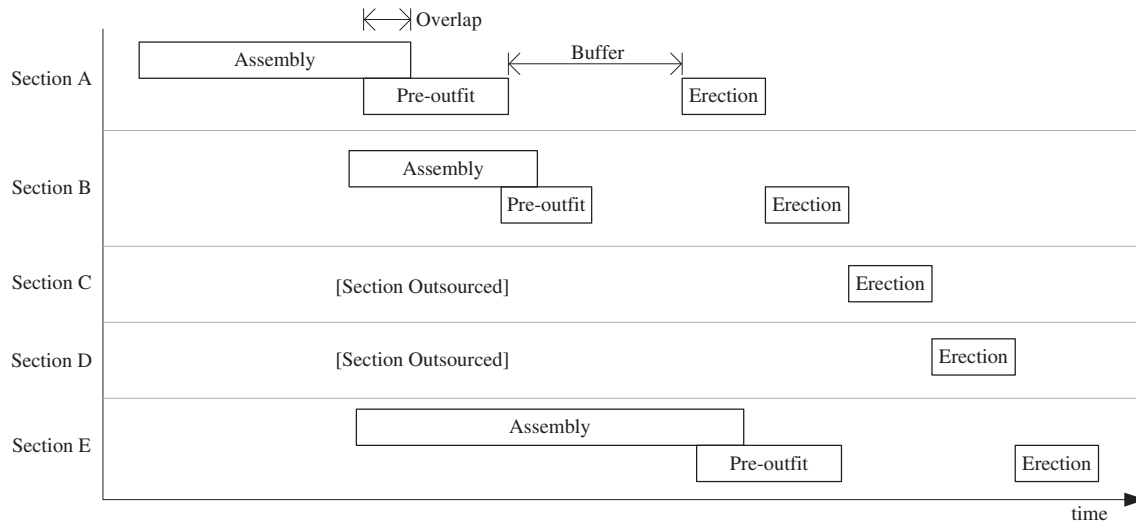 Overlap
Assembly
Buffer
Section A
Pre-outfit
Erection
Assembly
Section B
Pre-outfit
Erection
Section C
[Section Outsourced]
Erection
Section D
[Section Outsourced]
Erection
Assembly
Section E
Pre-outfit
Erection
time